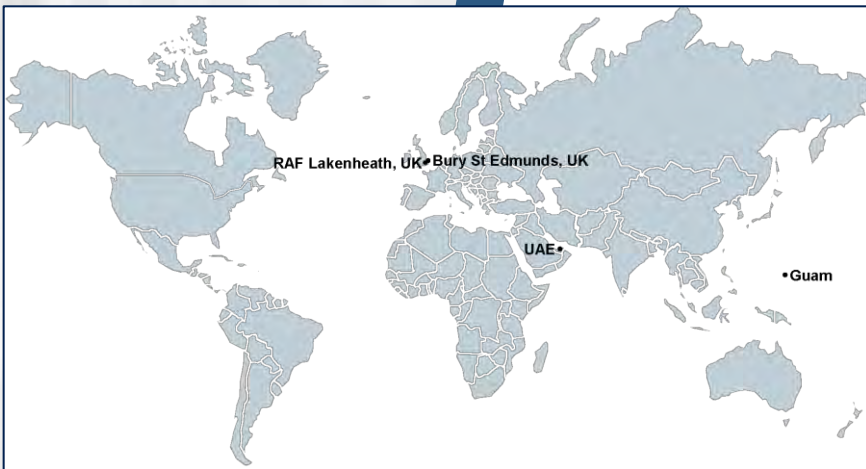 RAF Lakenheath, UK
Bury St Edmunds, UK
UAE
Guam